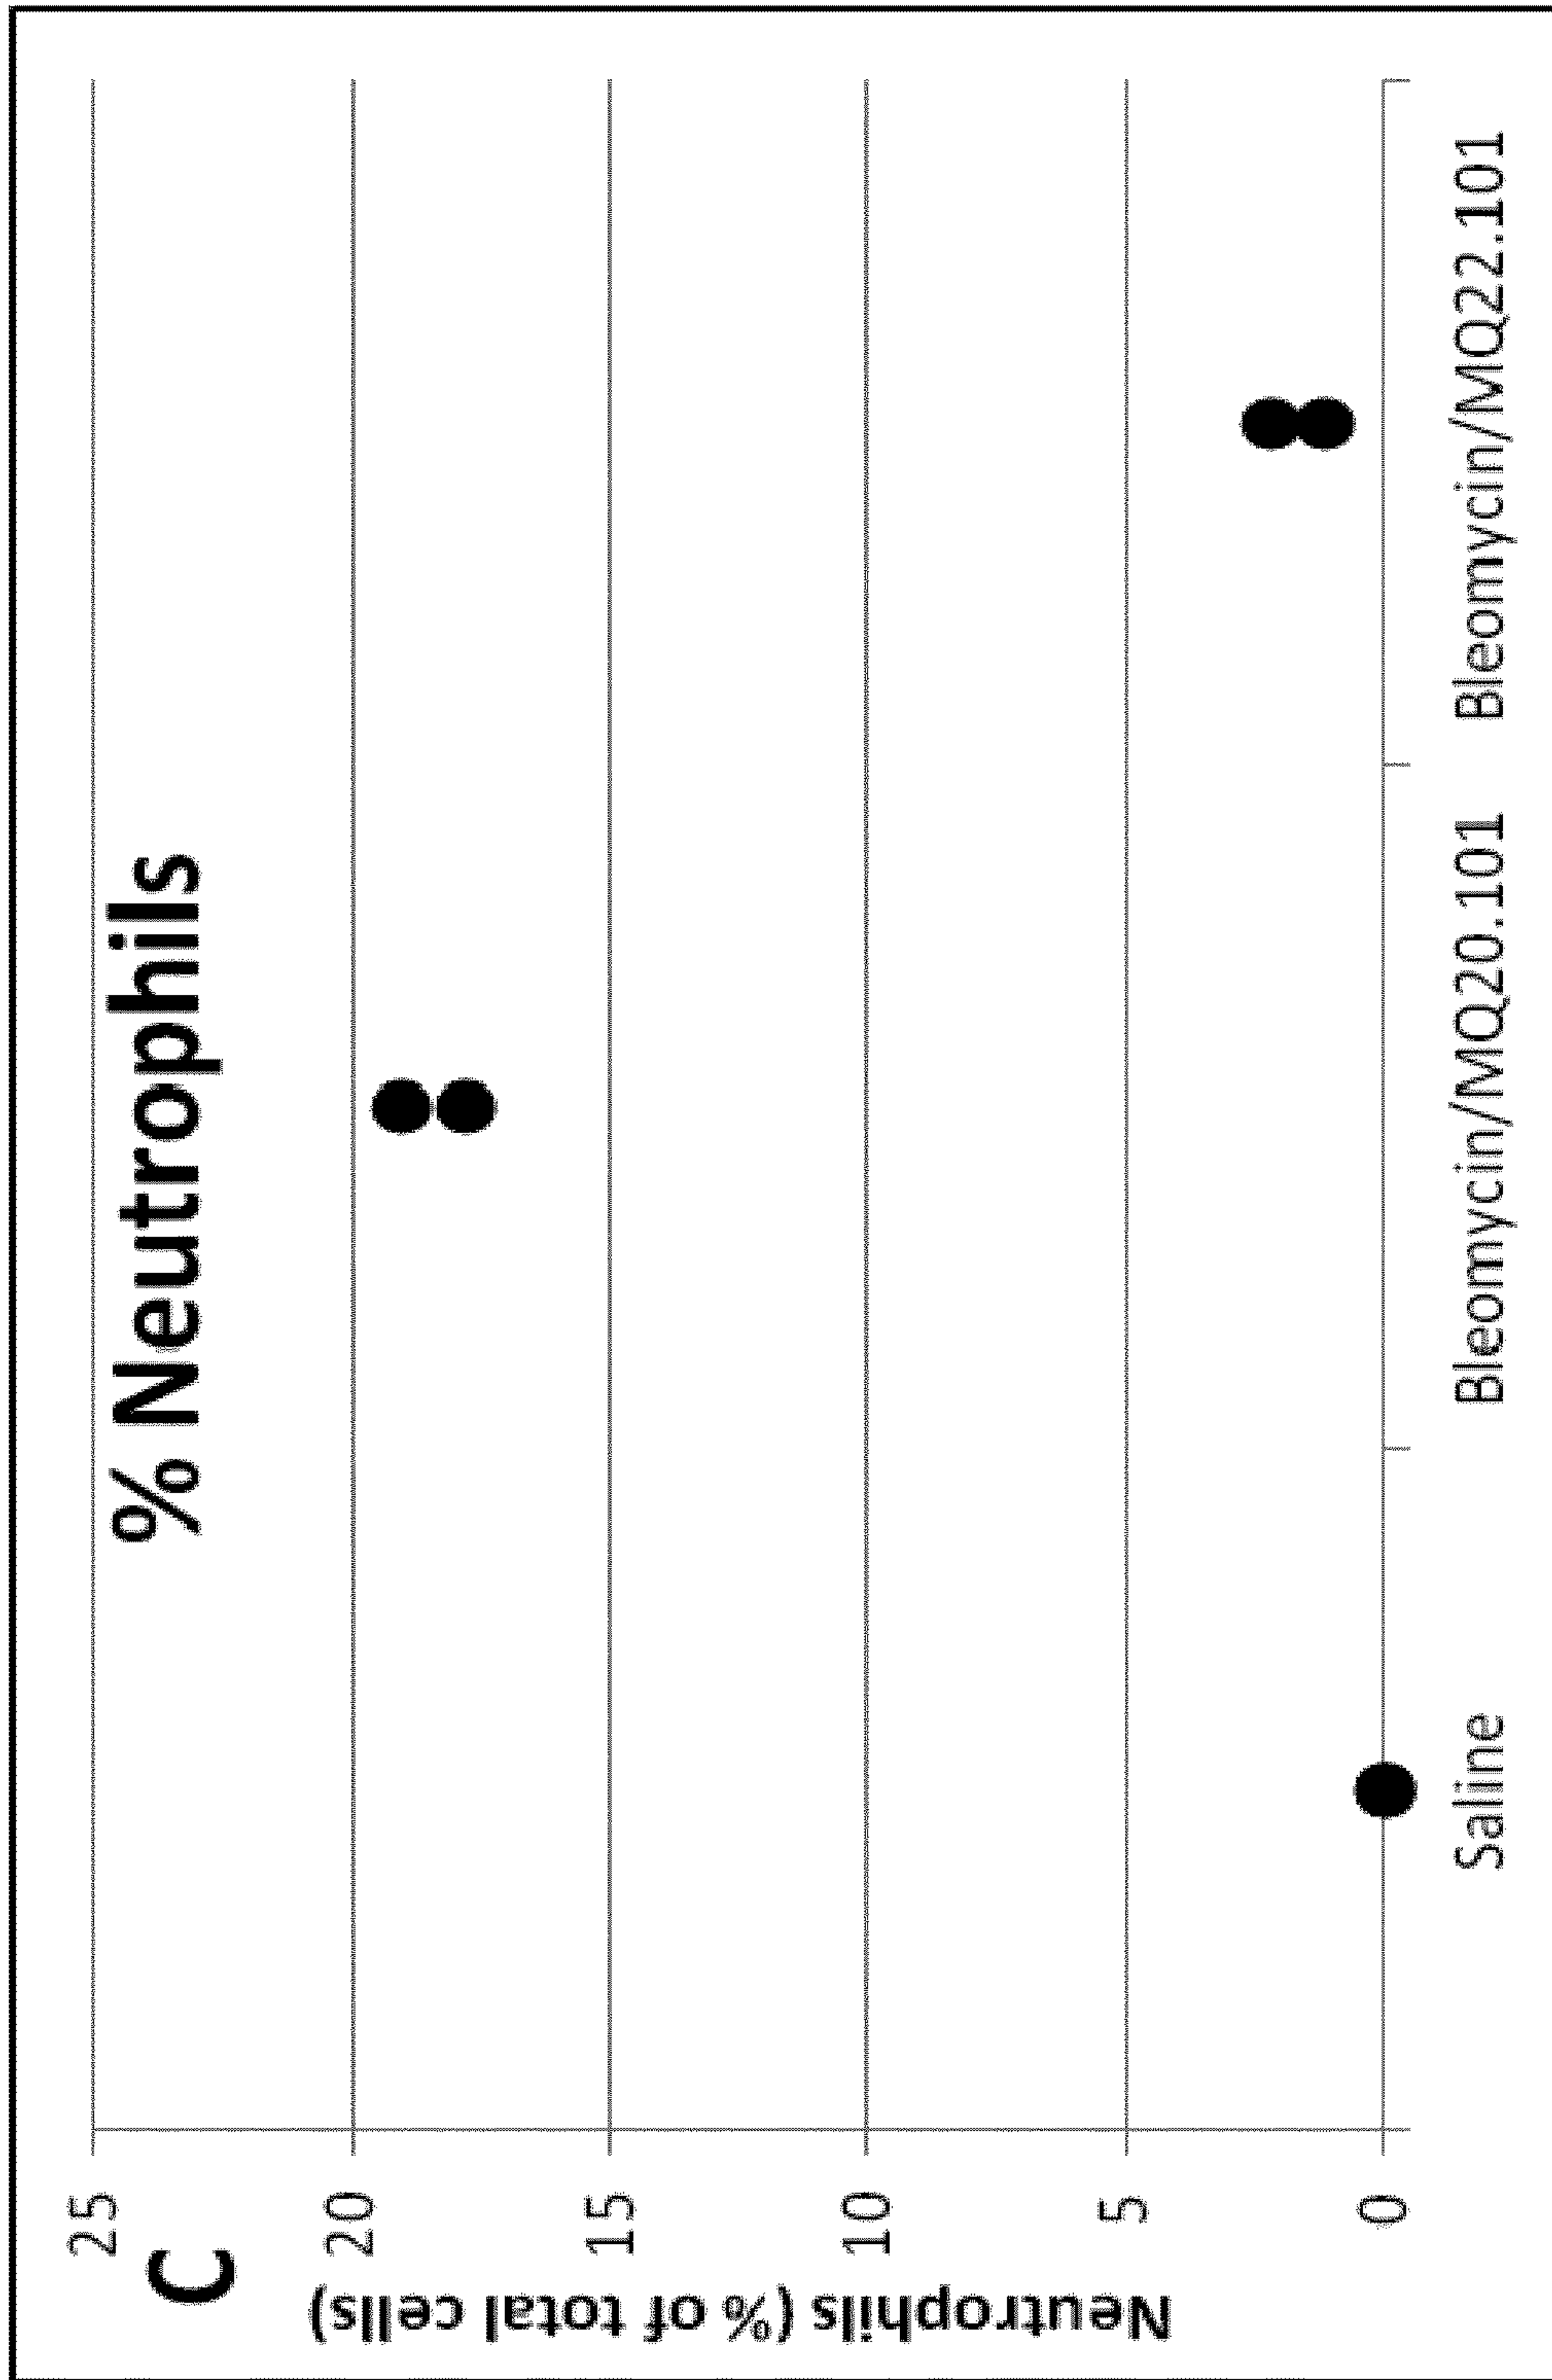 C
% Neutrophils
Neutrophils (% of total cells)
25
20
15
10
5
0
Saline
Bleomycin/MQ20.101
Bleomycin/MQ22.101